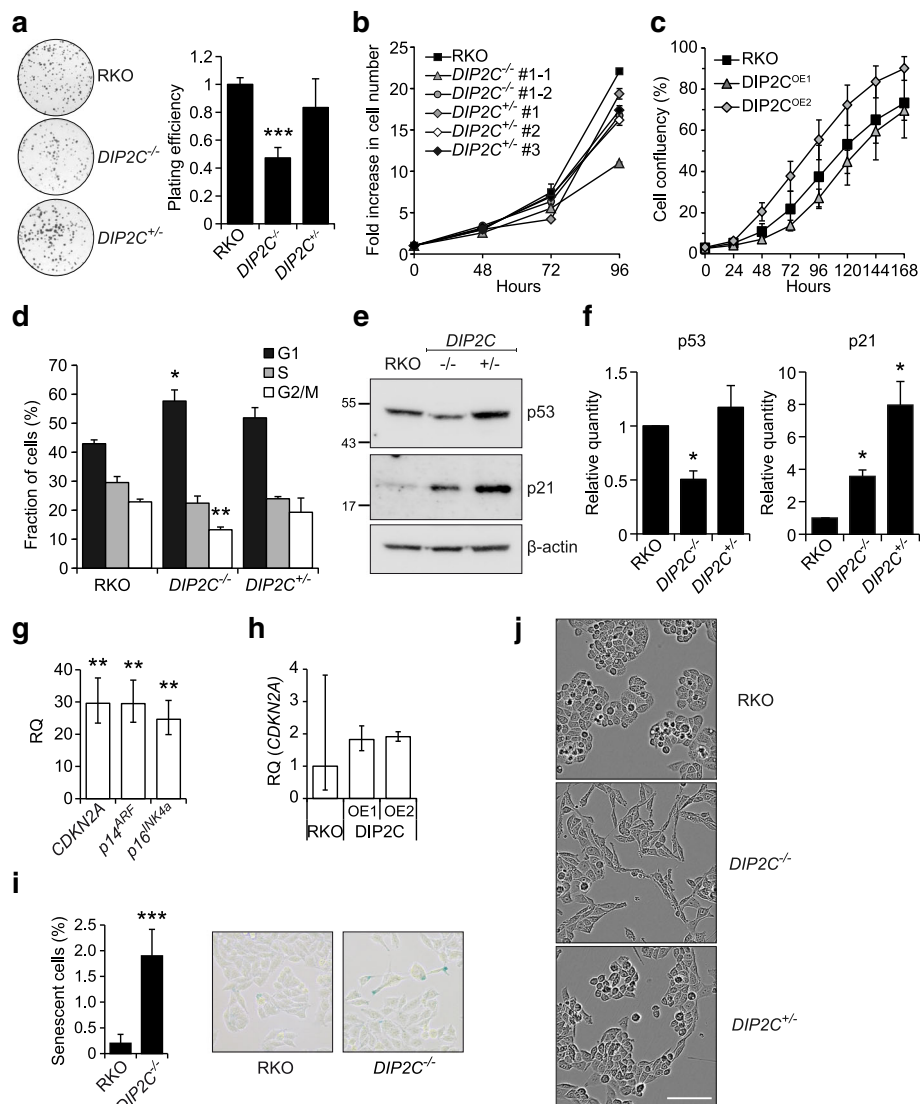 a
RKO
DIP2C-/-
DIP2C+/-
Plating efficiency
1.2
1
0.8
0.6
0.4
0.2
0
***
RKO
DIP2C-/-
DIP2C+/-
b
Fold increase in cell number
25
20
15
10
5
0
RKO
DIP2C-/- #1-1
DIP2C-/- #1-2
DIP2C+/- #1
DIP2C+/- #2
DIP2C+/- #3
0 48 72 96
Hours
c
Cell confluency (%)
100
80
60
40
20
0
RKO
DIP2COE1
DIP2COE2
0 24 48 72 96 120 144 168
Hours
d
Fraction of cells (%)
70
60
50
40
30
20
10
0
G1
S
G2/M
*
**
RKO DIP2C-/- DIP2C+/-
e
DIP2C
RKO -/- +/-
55
43
p53
17
p21
β-actin
f
p53
Relative quantity
1.5
1
0.5
0
*
RKO
DIP2C-/-
DIP2C+/-
p21
Relative quantity
10
8
6
4
2
0
*
*
RKO
DIP2C-/-
DIP2C+/-
g
RQ
40
30
20
10
0
** ** **
CDKN2A
p14ARF
p16INK4a
h
RQ (CDKN2A)
4
3
2
1
0
OE1 OE2
RKO DIP2C
i
Senescent cells (%)
2.5
2.0
1.5
1.0
0.5
0
***
RKO
DIP2C-/-
RKO
DIP2C-/-
j
RKO
DIP2C-/-
DIP2C+/-